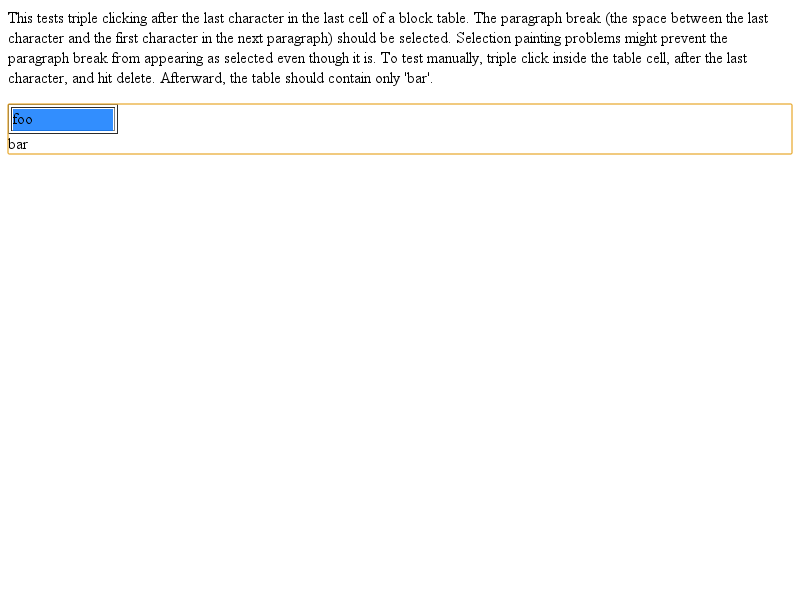 This tests triple clicking after the last character in the last cell of a block table. The paragraph break (the space between the last
character and the first character in the next paragraph) should be selected. Selection painting problems might prevent the
paragraph break from appearing as selected even though it is. To test manually, triple click inside the table cell, after the last
character, and hit delete. Afterward, the table should contain only 'bar'.
foo
bar